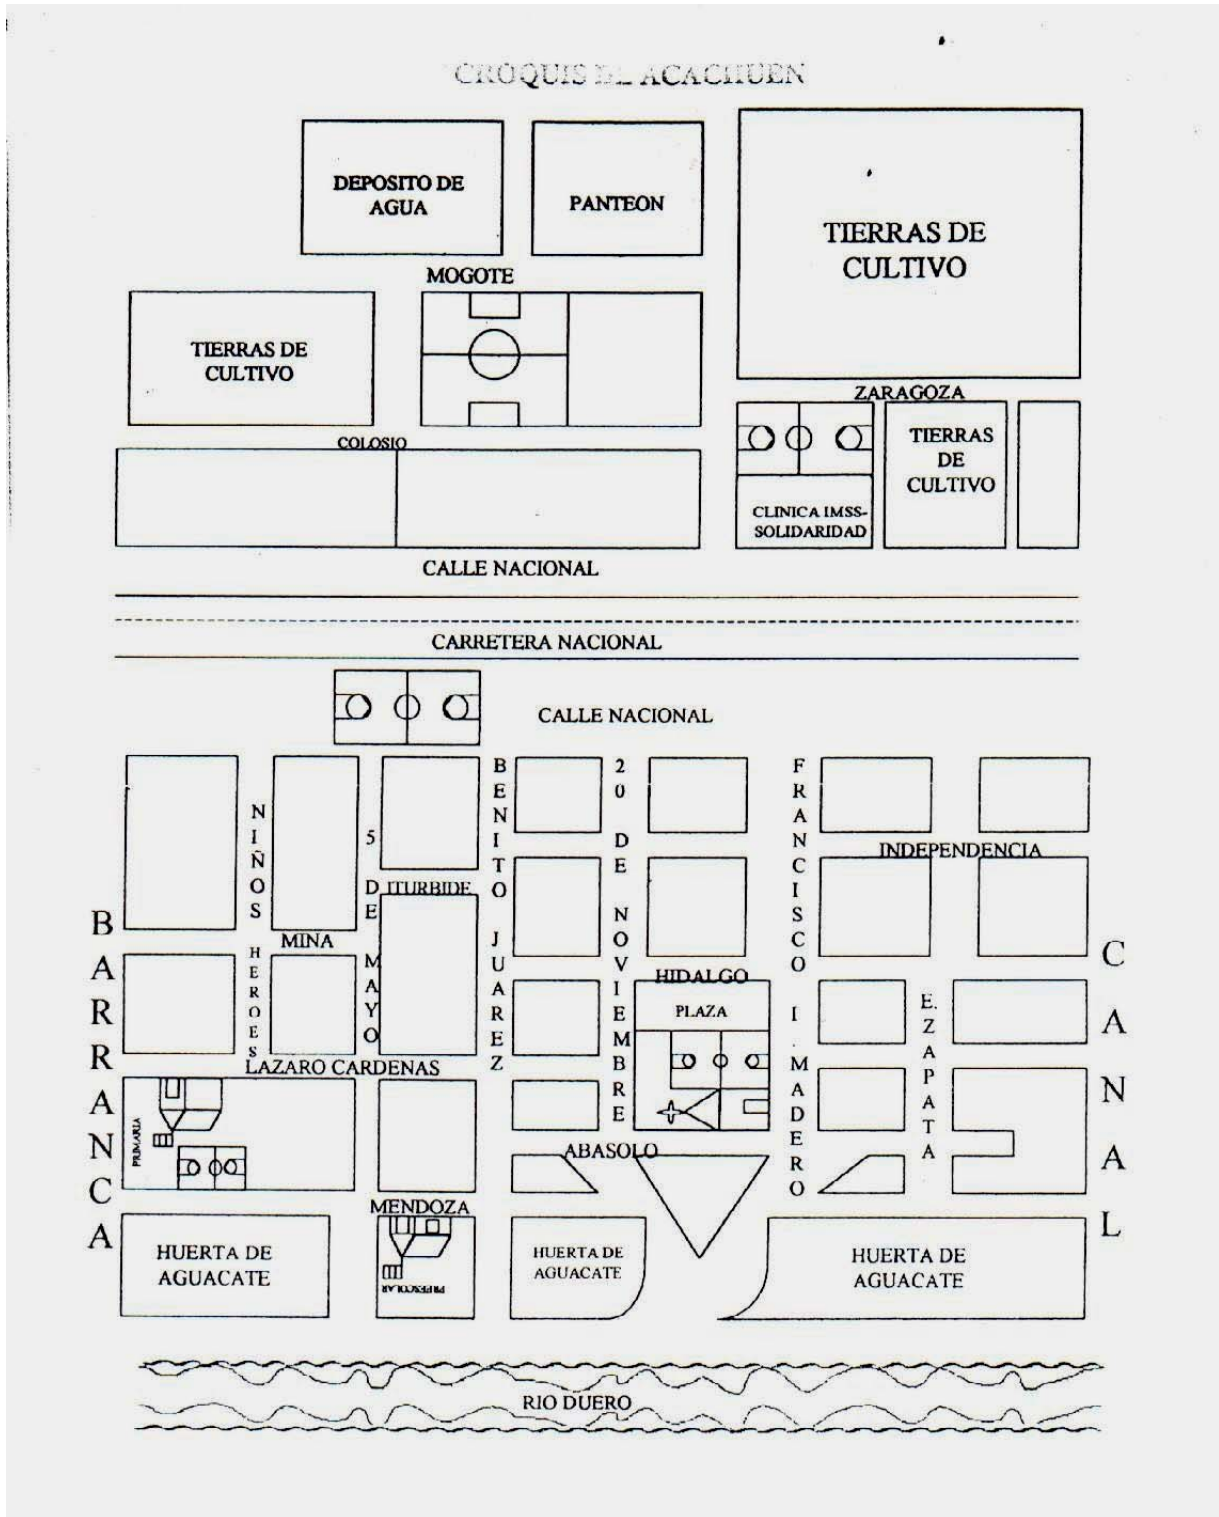 CROQUIS DE ACACHUEN
DEPOSITO DE
AGUA
PANTEON
TIERRAS DE
CULTIVO
MOGOTE
TIERRAS DE
CULTIVO
ZARAGOZA
COLOSIO
TIERRAS
DE
CULTIVO
CLINICA IMSS-
SOLIDARIDAD
CALLE NACIONAL
CARRETERA NACIONAL
CALLE NACIONAL
BARRANCA
NIÑOS HEROES
5 DE MAYO
BENITO JUAREZ
20 DE NOVIEMBRE
FRANCISCO I. MADERO
INDEPENDENCIA
ITURBIDE
MINA
HIDALGO
PLAZA
E. ZAPATA
CANAL
LAZARO CARDENAS
PRIMARIA
ABASOLO
MENDOZA
HUERTA DE
AGUACATE
PREESCOLAR
HUERTA DE
AGUACATE
HUERTA DE
AGUACATE
RIO DUERO